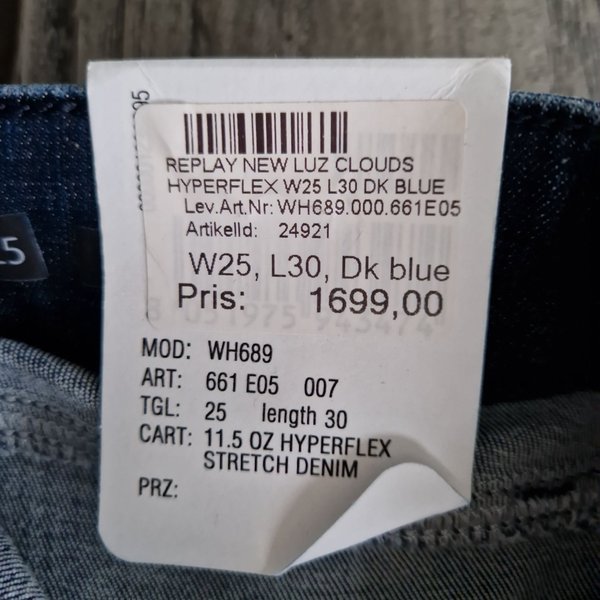 REPLAY NEW LUZ CLOUDS
HYPERFLEX W25 L30 DK BLUE
Lev.Art.Nr: WH689.000.661E05
ArtikelId: 24921
W25, L30, Dk blue
Pris: 1699,00
MOD: WH689
ART: 661 E05 007
TGL: 25 length 30
CART: 11.5 OZ HYPERFLEX
STRETCH DENIM
PRZ: